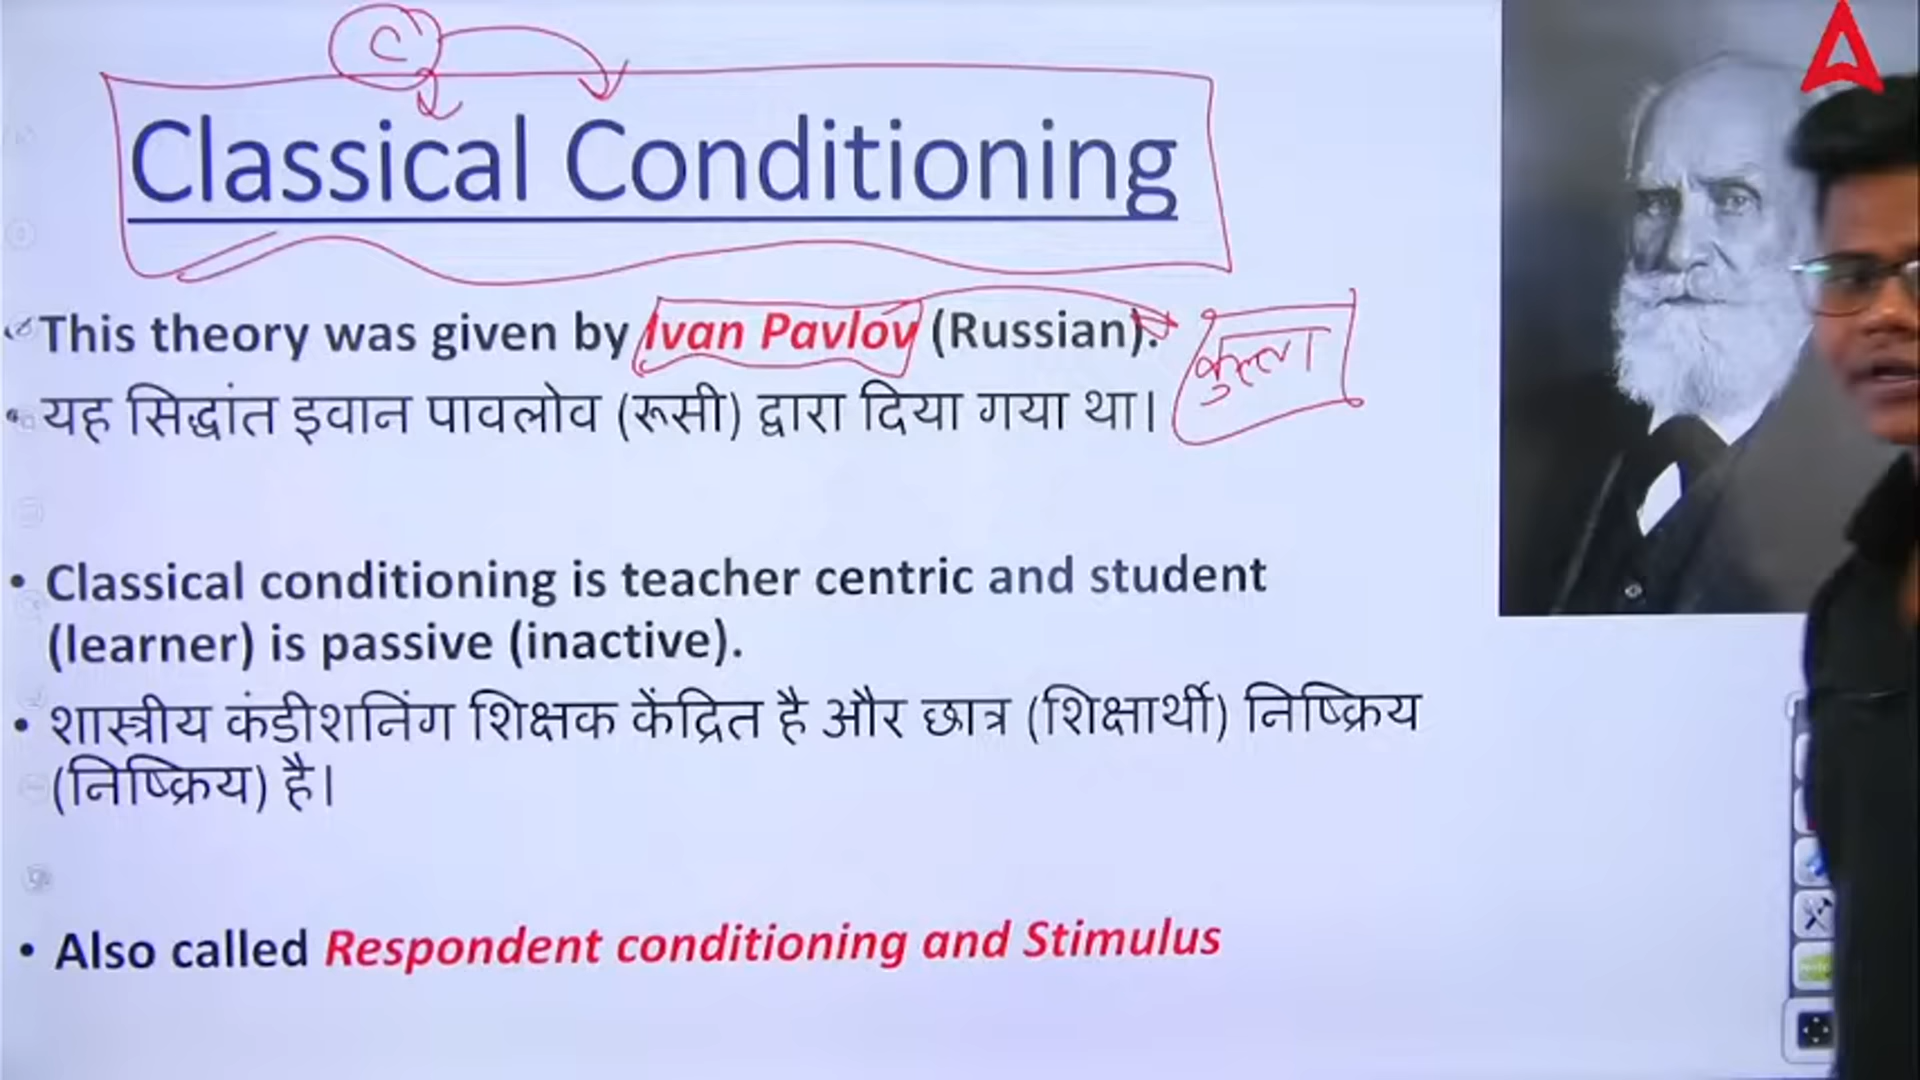 C
Classical Conditioning
This theory was given by Ivan Pavlov (Russian).
कुत्ता
यह सिद्धांत इवान पावलोव (रूसी) द्वारा दिया गया था।
• Classical conditioning is teacher centric and student
(learner) is passive (inactive).
• शास्त्रीय कंडीशनिंग शिक्षक केंद्रित है और छात्र (शिक्षार्थी) निष्क्रिय
(निष्क्रिय) है।
• Also called Respondent conditioning and Stimulus